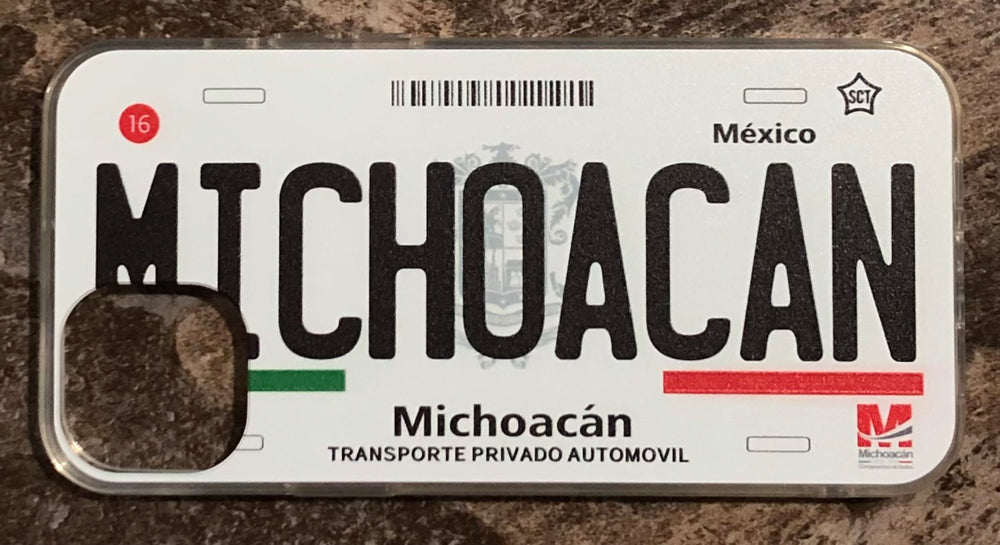 16
SCT
México
MICHOACAN
Michoacán
TRANSPORTE PRIVADO AUTOMOVIL
M
Michoacán